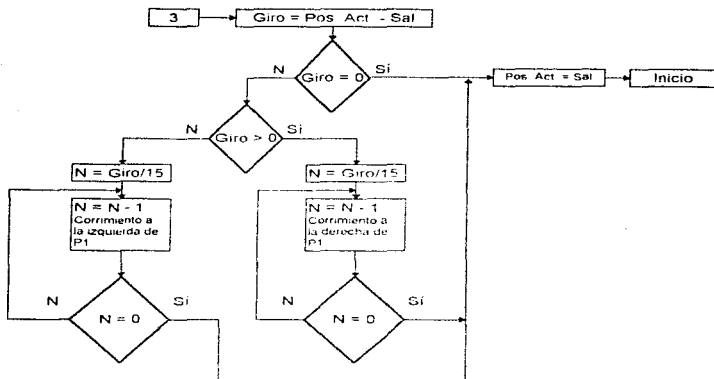 3
Giro = Pos Act - Sal
N
Giro = 0
Sí
Pos Act = Sal
Inicio
N
Giro > 0
Sí
N = Giro/15
N = Giro/15
N = N - 1
Corrimiento a
la izquierda de
P1
N = N - 1
Corrimiento a
la derecha de
P1
N
N = 0
Sí
N
N = 0
Sí